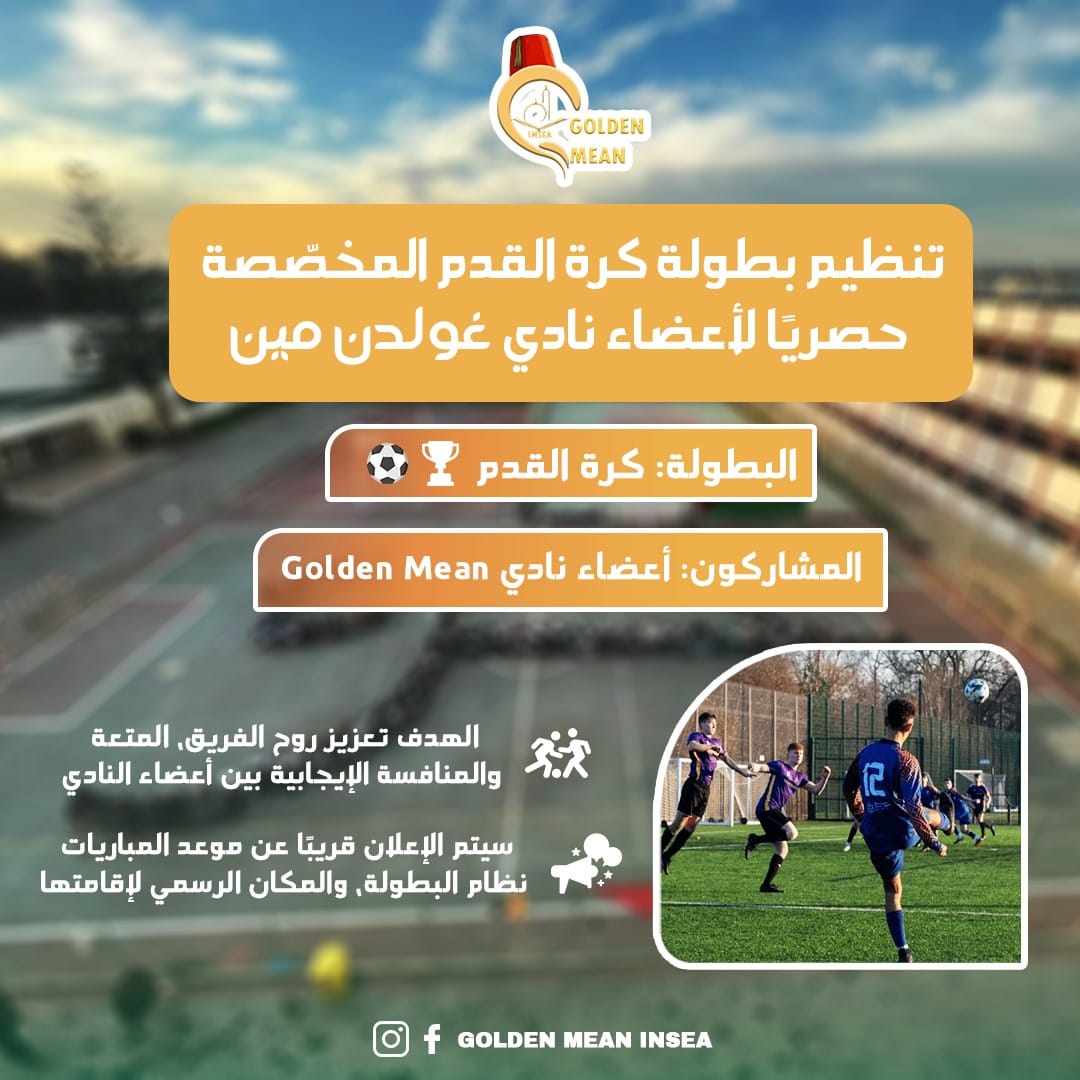 INSEA
GOLDEN
MEAN
تنظيم بطولة كرة القدم المخصّصة
حصريًا لأعضاء نادي غولدن مين
البطولة: كرة القدم
المشاركون: أعضاء نادي Golden Mean
12
الهدف تعزيز روح الفريق، المتعة
والمنافسة الإيجابية بين أعضاء النادي
سيتم الإعلان قريبًا عن موعد المباريات
نظام البطولة، والمكان الرسمي لإقامتها
GOLDEN MEAN INSEA